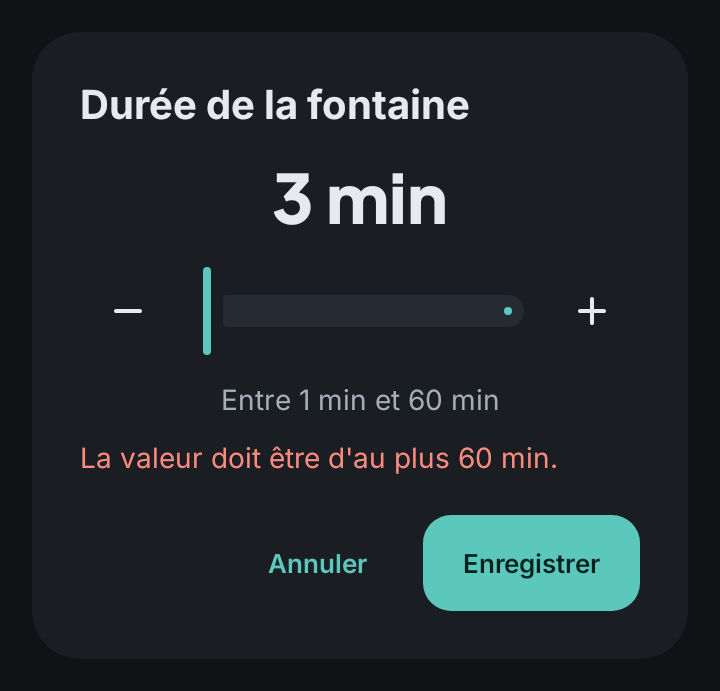 Durée de la fontaine
3 min
Entre 1 min et 60 min
La valeur doit être d'au plus 60 min.
Annuler
Enregistrer